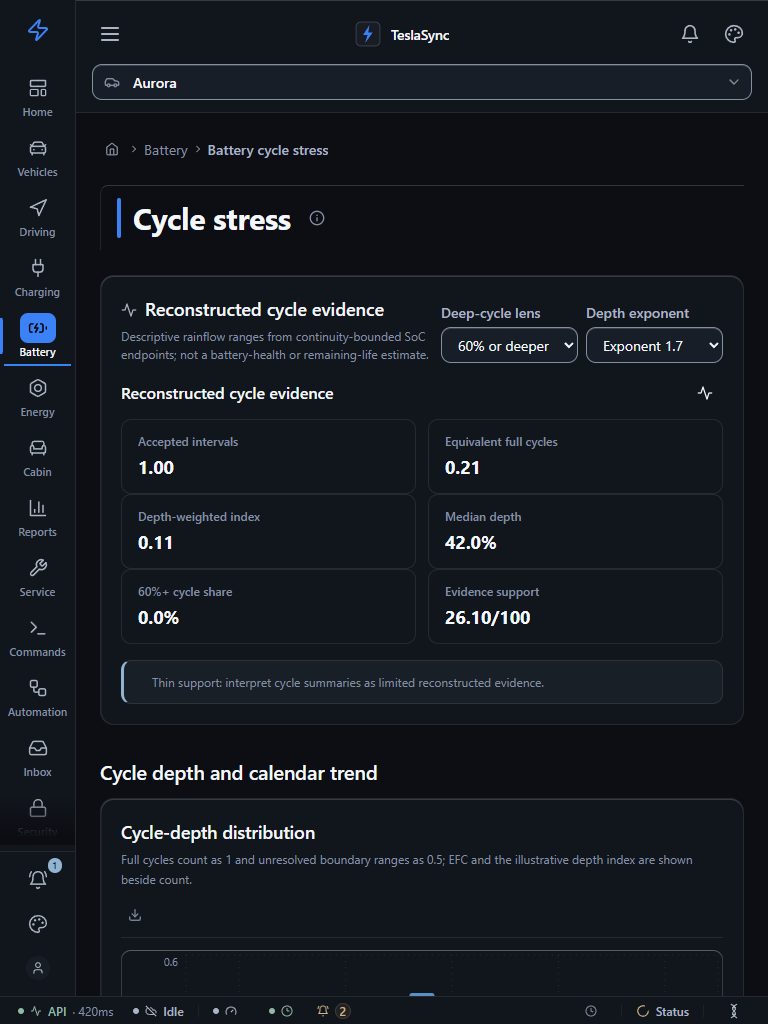 TeslaSync
Aurora
Home
Vehicles
Driving
Charging
Battery
Energy
Cabin
Reports
Service
Commands
Automation
Inbox
Security
1
Battery
Battery cycle stress
Cycle stress
Reconstructed cycle evidence
Descriptive rainflow ranges from continuity-bounded SoC
endpoints; not a battery-health or remaining-life estimate.
Deep-cycle lens
60% or deeper
Depth exponent
Exponent 1.7
Reconstructed cycle evidence
Accepted intervals
1.00
Equivalent full cycles
0.21
Depth-weighted index
0.11
Median depth
42.0%
60%+ cycle share
0.0%
Evidence support
26.10/100
Thin support: interpret cycle summaries as limited reconstructed evidence.
Cycle depth and calendar trend
Cycle-depth distribution
Full cycles count as 1 and unresolved boundary ranges as 0.5; EFC and the illustrative depth index are shown
beside count.
0.6
API · 420ms
Idle
2
Status